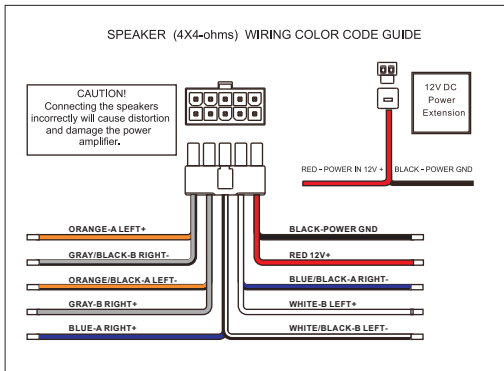 SPEAKER (4X4-ohms) WIRING COLOR CODE GUIDE
CAUTION!
Connecting the speakers
incorrectly will cause distortion
and damage the power
amplifier.
12V DC
Power
Extension
RED - POWER IN 12V +
BLACK - POWER GND
ORANGE-A LEFT+
GRAY/BLACK-B RIGHT-
ORANGE/BLACK-A LEFT-
GRAY-B RIGHT+
BLUE-A RIGHT+
BLACK-POWER GND
RED 12V+
BLUE/BLACK-A RIGHT-
WHITE-B LEFT+
WHITE/BLACK-B LEFT-